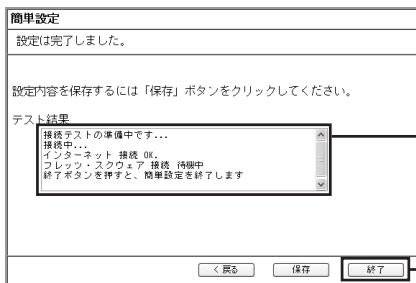 簡単設定
設定は完了しました。
設定内容を保存するには「保存」ボタンをクリックしてください。
テスト結果
接続テストの準備中です...
接続中...
インターネット 接続 OK.
フレッツ・スクウェア 接続 待機中
終了ボタンを押すと、簡単設定を終了します
< 戻る
保存
終了